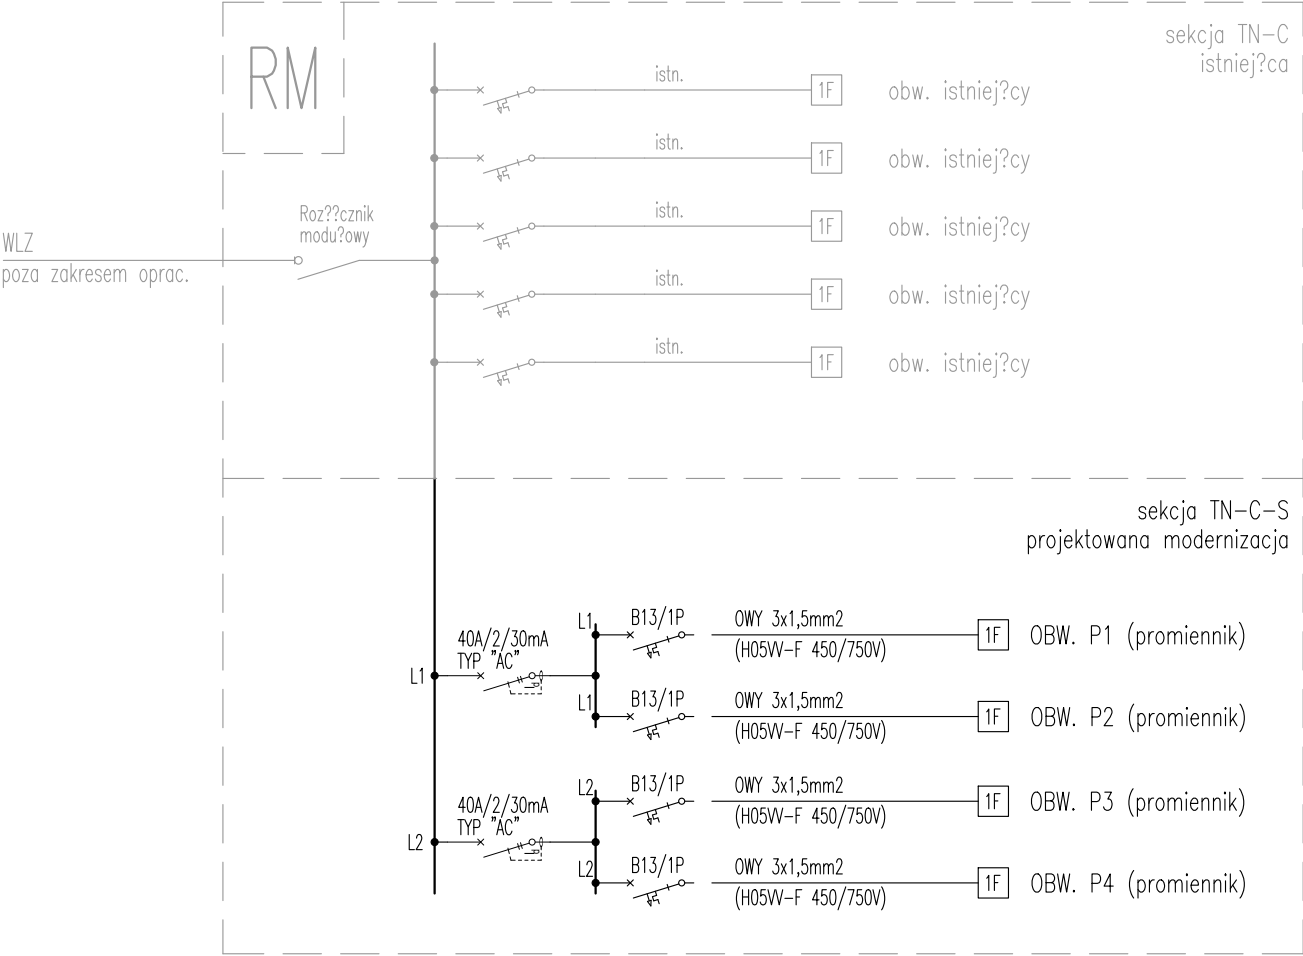 RM
sekcja TN-C
istniej?ca
istn.
1F
obw. istniej?cy
istn.
1F
obw. istniej?cy
istn.
1F
obw. istniej?cy
Roz??cznik
modu?owy
WLZ
poza zakresem oprac.
istn.
1F
obw. istniej?cy
istn.
1F
obw. istniej?cy
sekcja TN-C-S
projektowana modernizacja
L1
40A/2/30mA
TYP "AC"
L1
B13/1P
OWY 3x1,5mm2
(H05VV-F 450/750V)
1F
OBW. P1 (promiennik)
L1
B13/1P
OWY 3x1,5mm2
(H05VV-F 450/750V)
1F
OBW. P2 (promiennik)
L2
40A/2/30mA
TYP "AC"
L2
B13/1P
OWY 3x1,5mm2
(H05VV-F 450/750V)
1F
OBW. P3 (promiennik)
L2
B13/1P
OWY 3x1,5mm2
(H05VV-F 450/750V)
1F
OBW. P4 (promiennik)